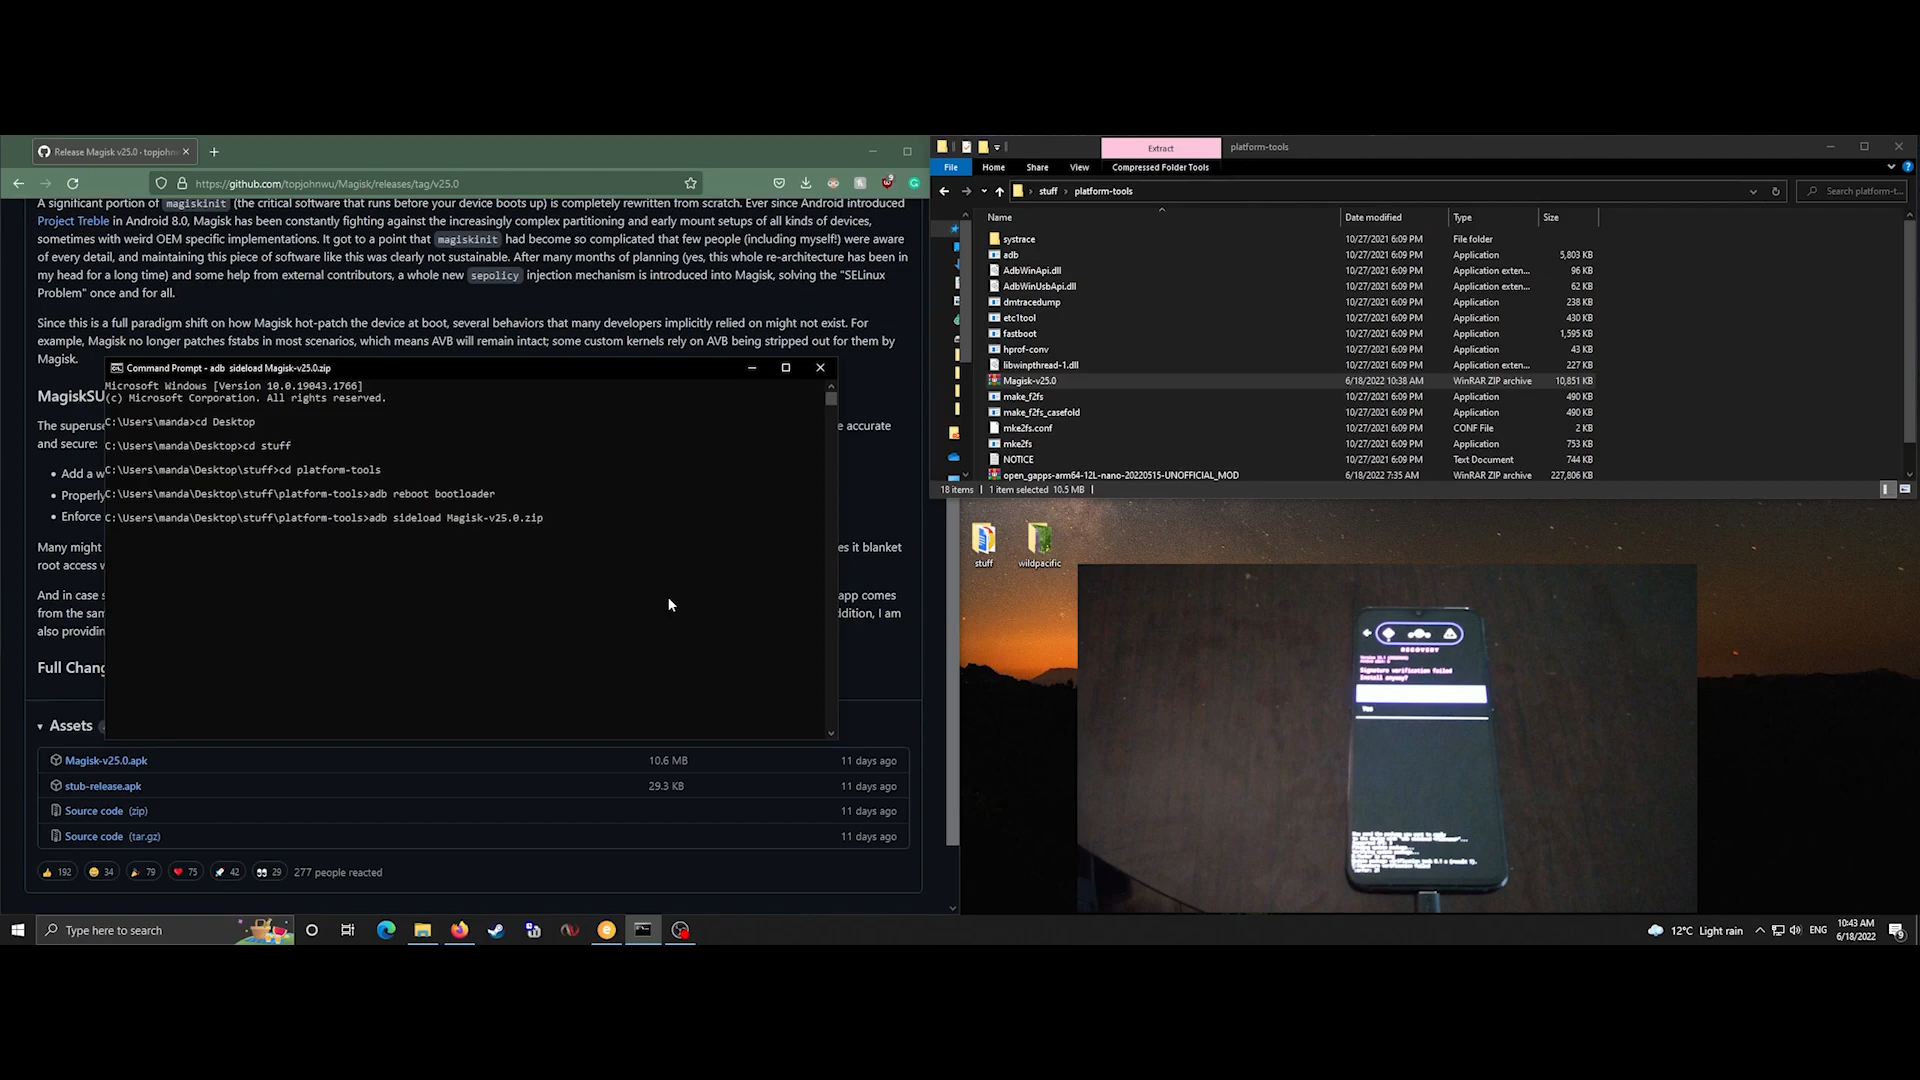 Release Magisk v25.0 · topjohnw
https://github.com/topjohnwu/Magisk/releases/tag/v25.0
A significant portion of magiskinit (the critical software that runs before your device boots up) is completely rewritten from scratch. Ever since Android introduced
Project Treble in Android 8.0, Magisk has been constantly fighting against the increasingly complex partitioning and early mount setups of all kinds of devices,
sometimes with weird OEM specific implementations. It got to a point that magiskinit had become so complicated that few people (including myself!) were aware
of every detail, and maintaining this piece of software like this was clearly not sustainable. After many months of planning (yes, this whole re-architecture has been in
my head for a long time) and some help from external contributors, a whole new sepolicy injection mechanism is introduced into Magisk, solving the "SELinux
Problem" once and for all.
Since this is a full paradigm shift on how Magisk hot-patch the device at boot, several behaviors that many developers implicitly relied on might not exist. For
example, Magisk no longer patches fstabs in most scenarios, which means AVB will remain intact; some custom kernels rely on AVB being stripped out for them by
Magisk.
MagiskSU
The superuse
e accurate
and secure:
Add a w
Properly
Enforce
Many might
es it blanket
root access w
And in case s
app comes
from the sam
ddition, I am
also providin
Full Chang
Command Prompt - adb sideload Magisk-v25.0.zip
Microsoft Windows [Version 10.0.19043.1766]
(c) Microsoft Corporation. All rights reserved.
C:\Users\manda>cd Desktop
C:\Users\manda\Desktop>cd stuff
C:\Users\manda\Desktop\stuff>cd platform-tools
C:\Users\manda\Desktop\stuff\platform-tools>adb reboot bootloader
C:\Users\manda\Desktop\stuff\platform-tools>adb sideload Magisk-v25.0.zip
Assets
Magisk-v25.0.apk 10.6 MB 11 days ago
stub-release.apk 29.3 KB 11 days ago
Source code (zip) 11 days ago
Source code (tar.gz) 11 days ago
192 34 79 75 42 29 277 people reacted
Extract platform-tools
File Home Share View Compressed Folder Tools
stuff platform-tools Search platform-t...
Name Date modified Type Size
systrace 10/27/2021 6:09 PM File folder
adb 10/27/2021 6:09 PM Application 5,803 KB
AdbWinApi.dll 10/27/2021 6:09 PM Application exten... 96 KB
AdbWinUsbApi.dll 10/27/2021 6:09 PM Application exten... 62 KB
dmtracedump 10/27/2021 6:09 PM Application 238 KB
etc1tool 10/27/2021 6:09 PM Application 430 KB
fastboot 10/27/2021 6:09 PM Application 1,595 KB
hprof-conv 10/27/2021 6:09 PM Application 43 KB
libwinpthread-1.dll 10/27/2021 6:09 PM Application exten... 227 KB
Magisk-v25.0 6/18/2022 10:38 AM WinRAR ZIP archive 10,851 KB
make_f2fs 10/27/2021 6:09 PM Application 490 KB
make_f2fs_casefold 10/27/2021 6:09 PM Application 490 KB
mke2fs.conf 10/27/2021 6:09 PM CONF File 2 KB
mke2fs 10/27/2021 6:09 PM Application 753 KB
NOTICE 10/27/2021 6:09 PM Text Document 744 KB
open_gapps-arm64-12L-nano-20220515-UNOFFICIAL_MOD 6/18/2022 7:35 AM WinRAR ZIP archive 227,806 KB
18 items 1 item selected 10.5 MB
stuff wildpacific
RECOVERY
Signature verification failed
Install anyway?
Yes
Type here to search
12°C Light rain ENG 10:43 AM
6/18/2022
9